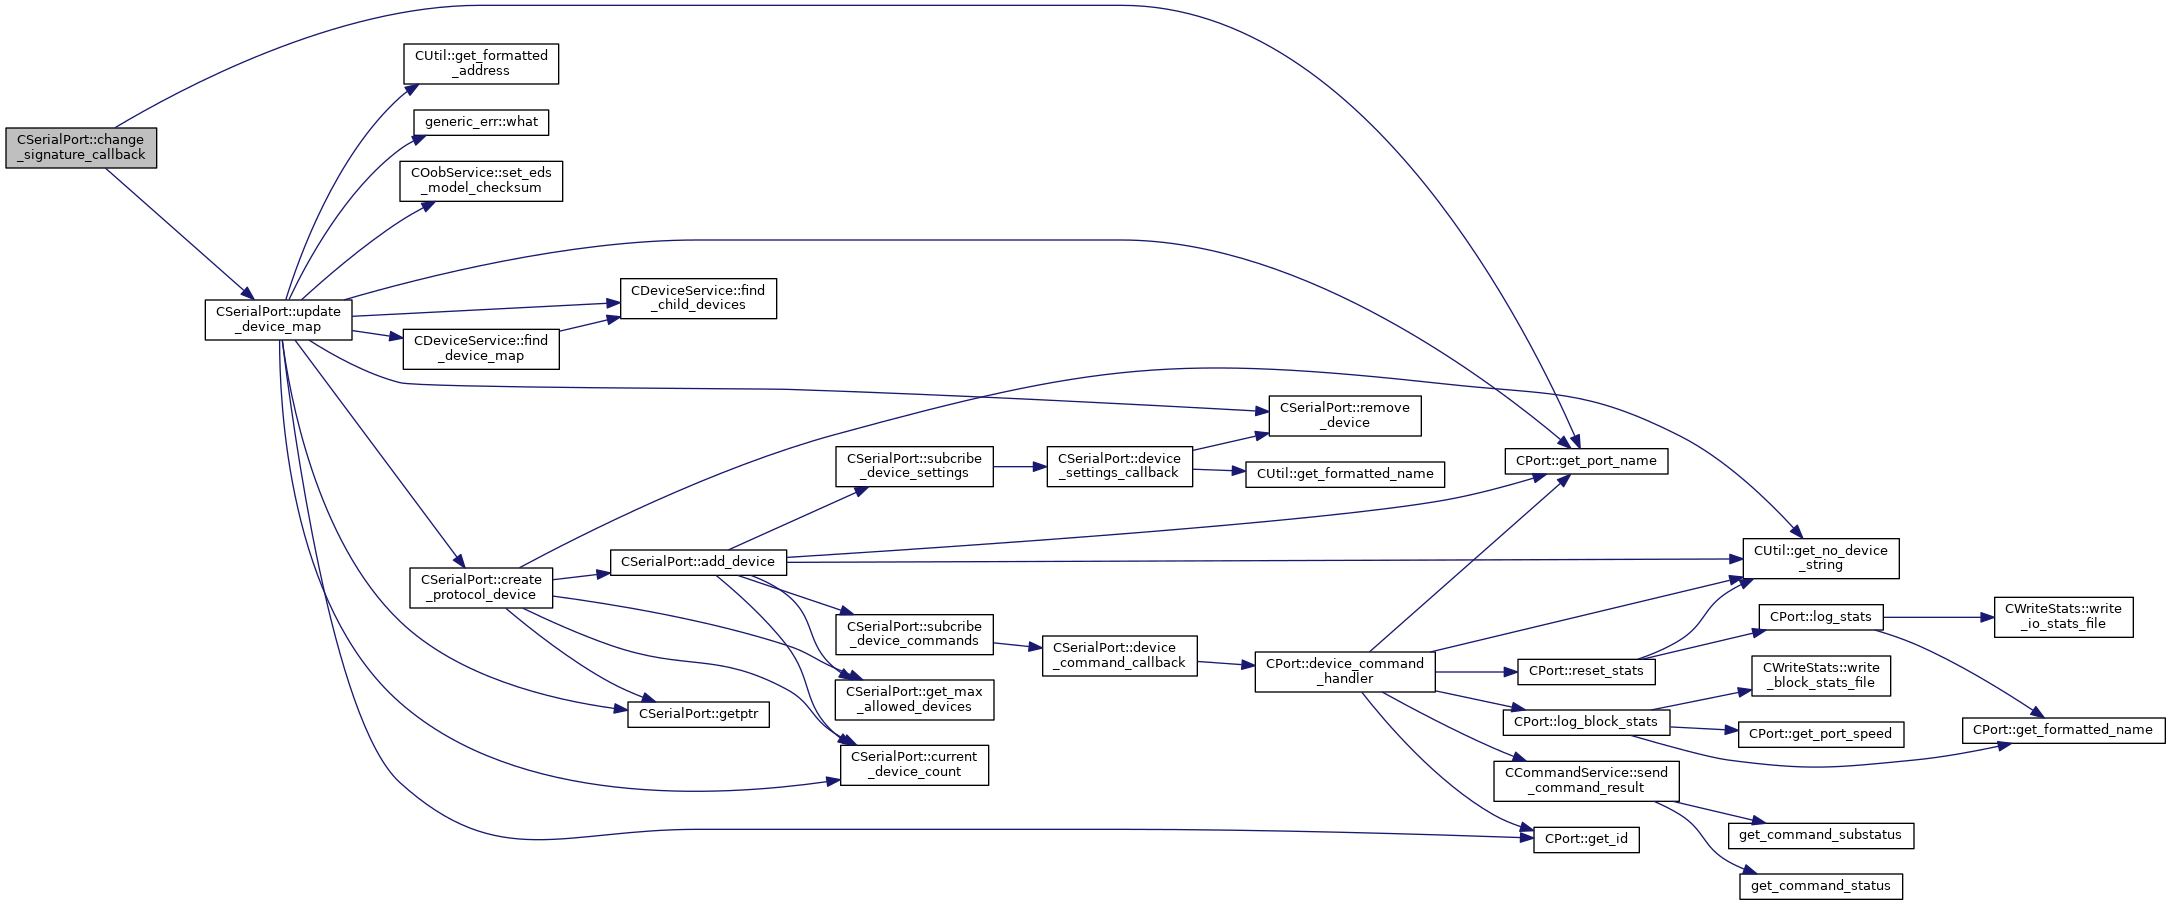 CSerialPort::change
_signature_callback
CUtil::get_formatted
_address
generic_err::what
COobService::set_eds
_model_checksum
CSerialPort::update
_device_map
CDeviceService::find
_child_devices
CDeviceService::find
_device_map
CSerialPort::remove
_device
CSerialPort::subcribe
_device_settings
CSerialPort::device
_settings_callback
CUtil::get_formatted_name
CPort::get_port_name
CSerialPort::create
_protocol_device
CSerialPort::add_device
CUtil::get_no_device
_string
CSerialPort::subcribe
_device_commands
CSerialPort::device
_command_callback
CPort::device_command
_handler
CPort::reset_stats
CPort::log_stats
CWriteStats::write
_io_stats_file
CSerialPort::get_max
_allowed_devices
CSerialPort::getptr
CPort::log_block_stats
CWriteStats::write
_block_stats_file
CPort::get_port_speed
CPort::get_formatted_name
CSerialPort::current
_device_count
CCommandService::send
_command_result
CPort::get_id
get_command_substatus
get_command_status